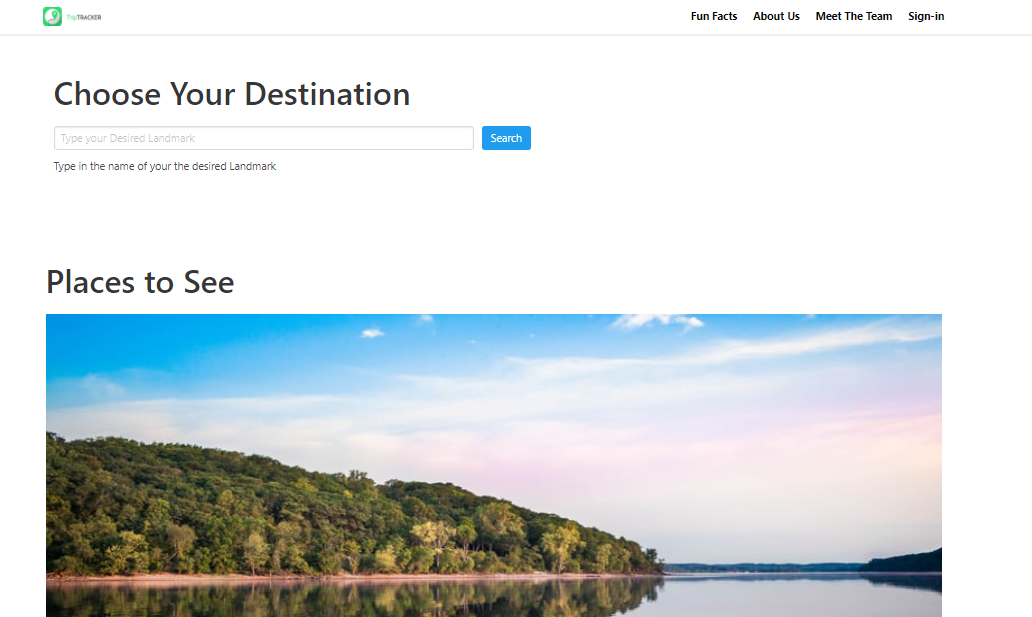 TripTRACKER
Fun Facts About Us Meet The Team Sign-in
Choose Your Destination
Type your Desired Landmark
Search
Type in the name of your the desired Landmark
Places to See